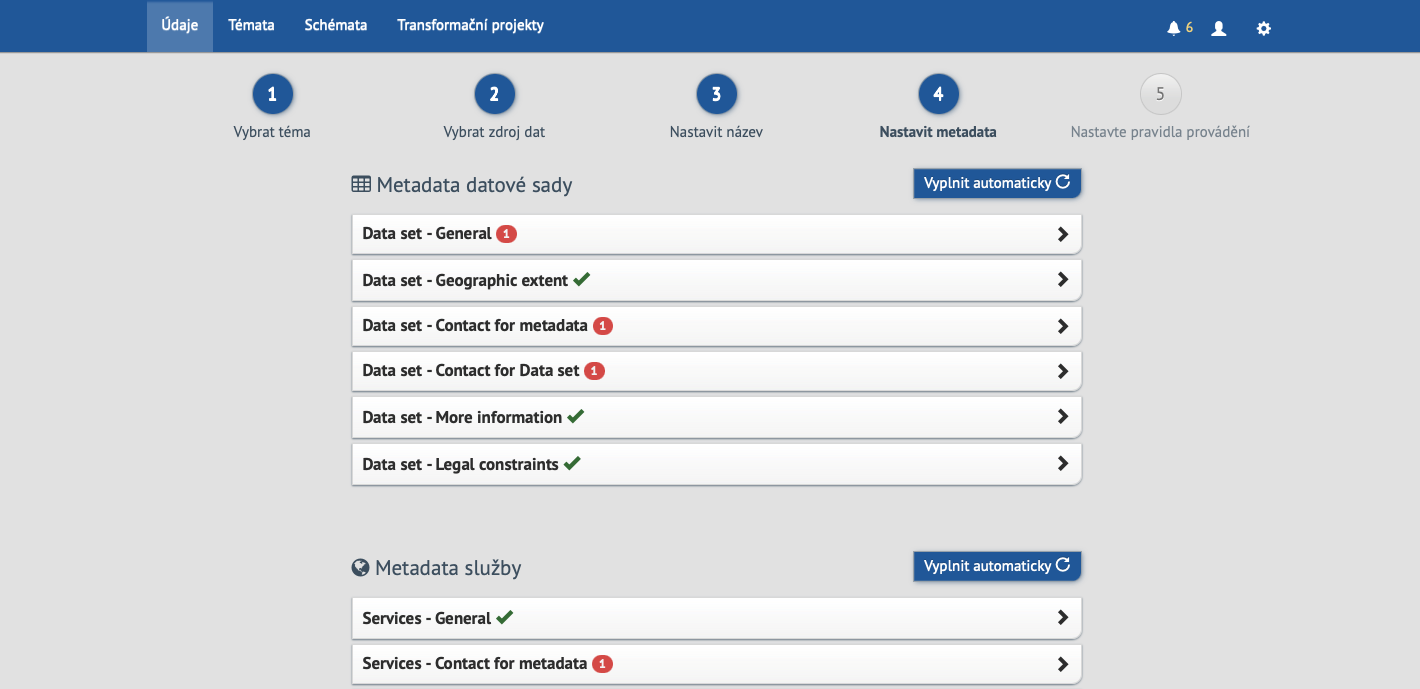 Údaje Témata Schémata Transformační projekty 6
1 2 3 4 5
Vybrat téma Vybrat zdroj dat Nastavit název Nastavit metadata Nastavte pravidla provádění
Metadata datové sady Vyplnit automaticky
Data set - General 1
Data set - Geographic extent
Data set - Contact for metadata 1
Data set - Contact for Data set 1
Data set - More information
Data set - Legal constraints
Metadata služby Vyplnit automaticky
Services - General
Services - Contact for metadata 1